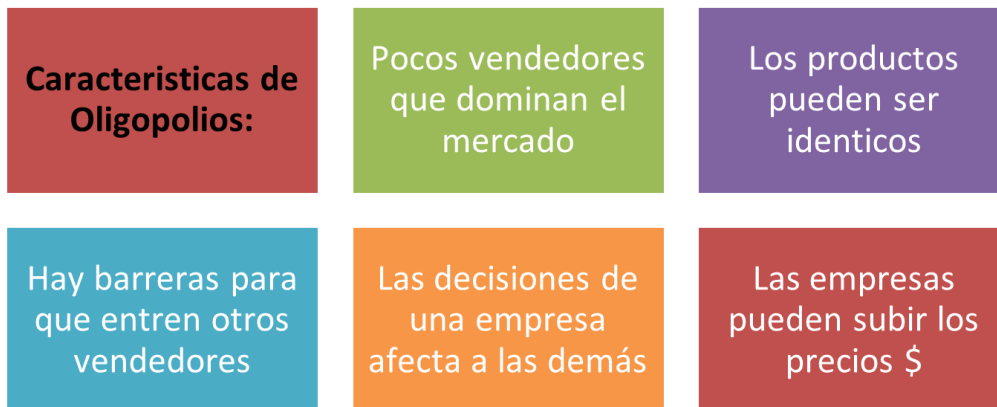 Caracteristicas de
Oligopolios:
Pocos vendedores
que dominan el
mercado
Los productos
pueden ser
identicos
Hay barreras para
que entren otros
vendedores
Las decisiones de
una empresa
afecta a las demás
Las empresas
pueden subir los
precios $